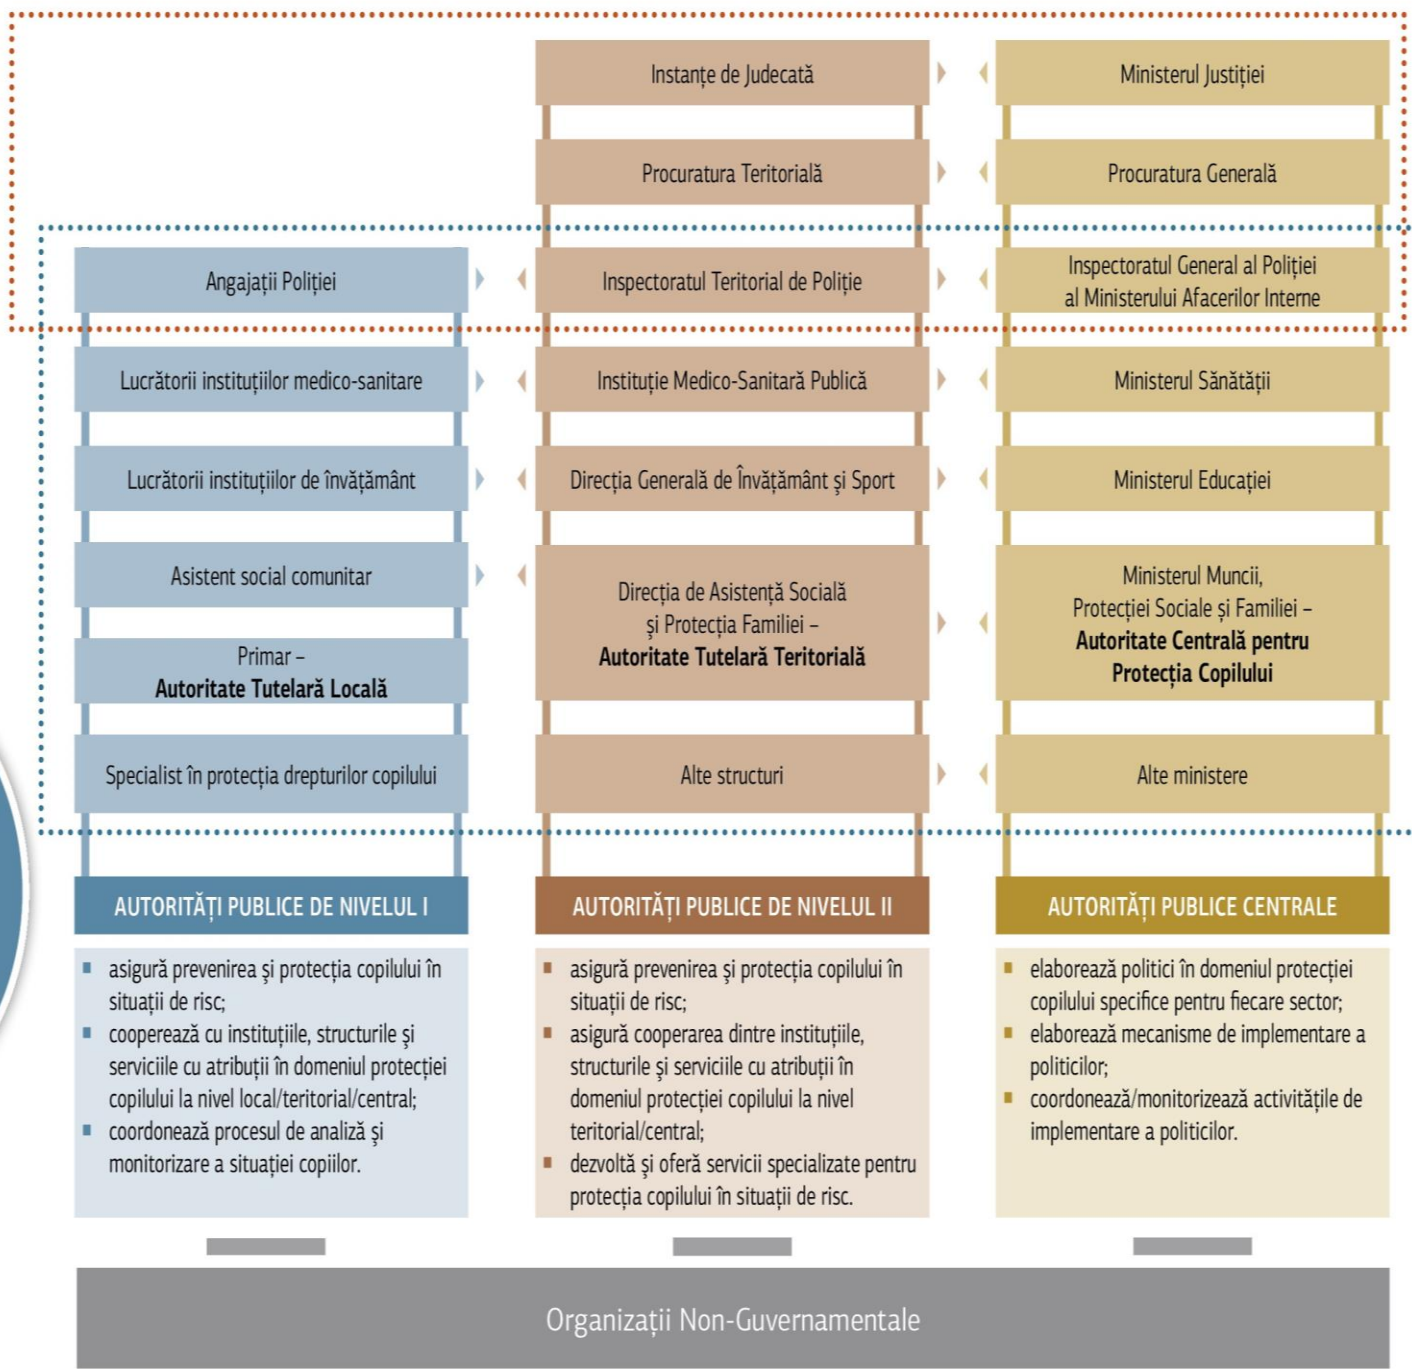 Instanțe de Judecată
Ministerul Justiției
Procuratura Teritorială
Procuratura Generală
Angajații Poliției
Inspectoratul Teritorial de Poliție
Inspectoratul General al Poliției
al Ministerului Afacerilor Interne
Lucrătorii instituțiilor medico-sanitare
Instituție Medico-Sanitară Publică
Ministerul Sănătății
Lucrătorii instituțiilor de învățământ
Direcția Generală de Învățământ și Sport
Ministerul Educației
Asistent social comunitar
Primar –
Autoritate Tutelară Locală
Direcția de Asistență Socială
și Protecția Familiei –
Autoritate Tutelară Teritorială
Ministerul Muncii,
Protecției Sociale și Familiei –
Autoritate Centrală pentru
Protecția Copilului
Specialist în protecția drepturilor copilului
Alte structuri
Alte ministere
AUTORITĂȚI PUBLICE DE NIVELUL I
▪ asigură prevenirea și protecția copilului în
situații de risc;
▪ cooperează cu instituțiile, structurile și
serviciile cu atribuții în domeniul protecției
copilului la nivel local/teritorial/central;
▪ coordonează procesul de analiză și
monitorizare a situației copiilor.
AUTORITĂȚI PUBLICE DE NIVELUL II
▪ asigură prevenirea și protecția copilului în
situații de risc;
▪ asigură cooperarea dintre instituțiile,
structurile și serviciile cu atribuții în
domeniul protecției copilului la nivel
teritorial/central;
▪ dezvoltă și oferă servicii specializate pentru
protecția copilului în situații de risc.
AUTORITĂȚI PUBLICE CENTRALE
▪ elaborează politici în domeniul protecției
copilului specifice pentru fiecare sector;
▪ elaborează mecanisme de implementare a
politicilor;
▪ coordonează/monitorizează activitățile de
implementare a politicilor.
Organizații Non-Guvernamentale